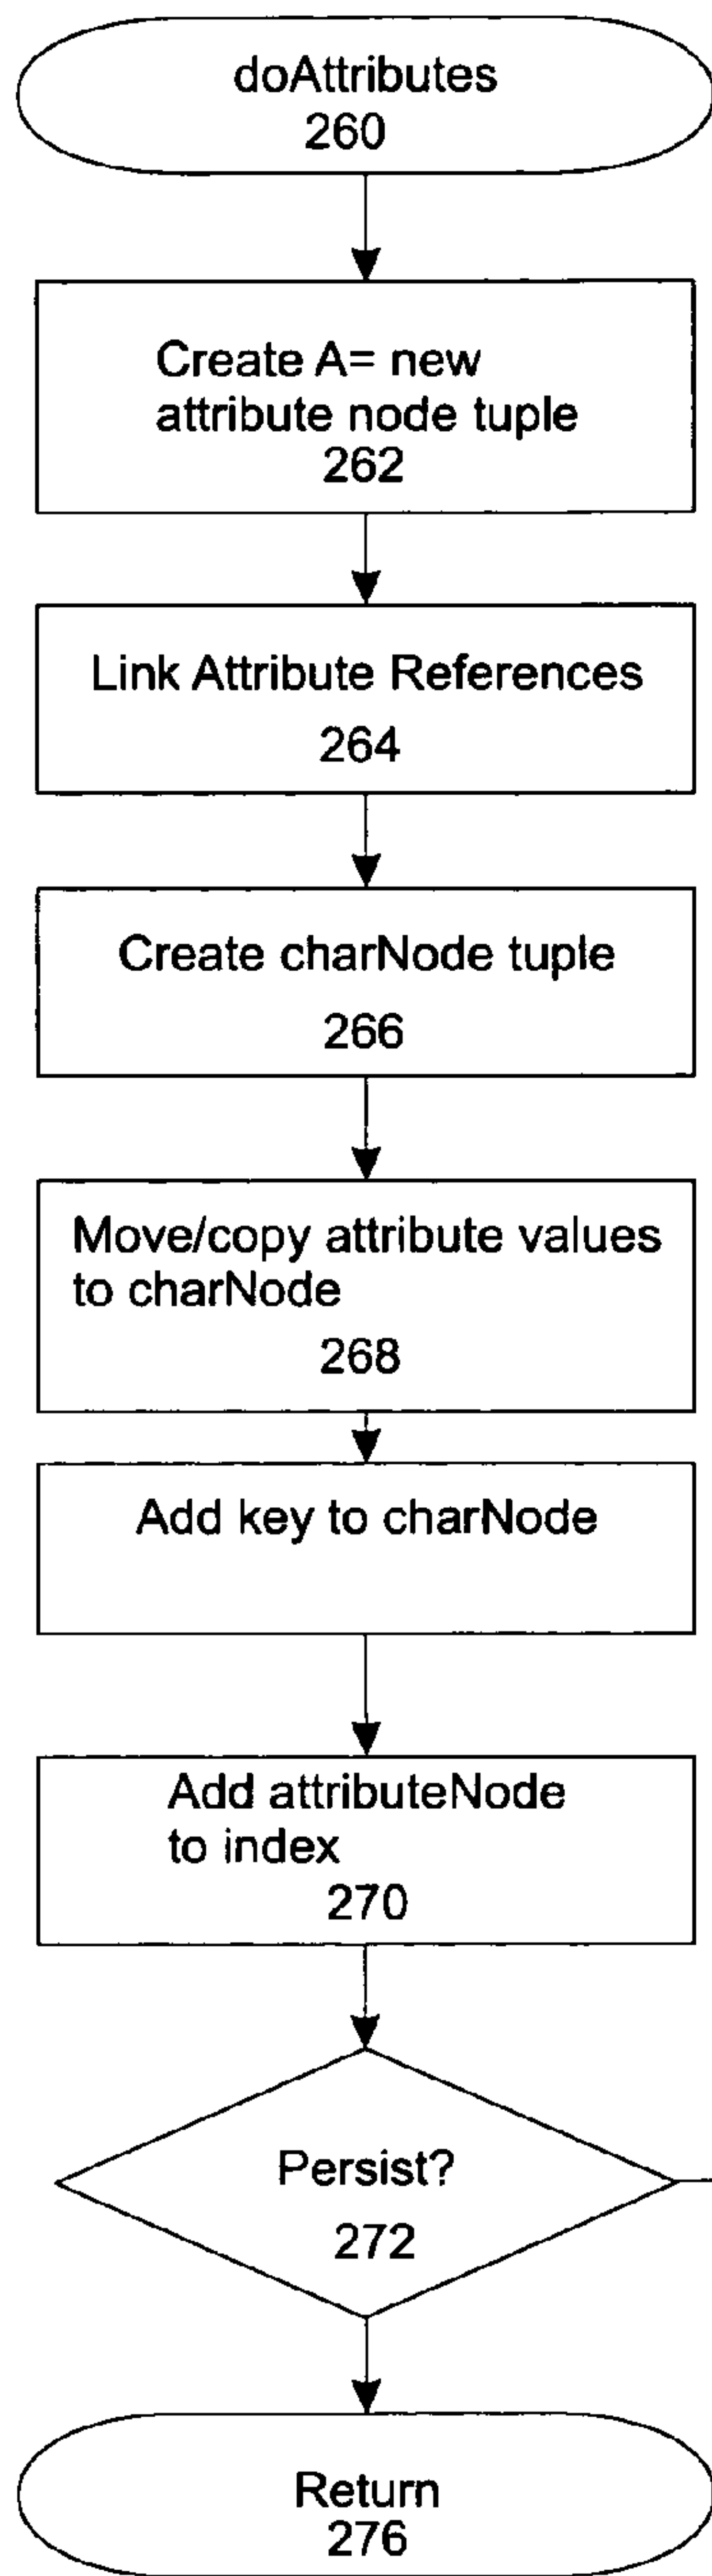 doAttributes
260
Create A= new
attribute node tuple
262
Link Attribute References
264
Create charNode tuple
266
Move/copy attribute values
to charNode
268
Add key to charNode
Add attributeNode
to index
270
Persist?
272
Return
276